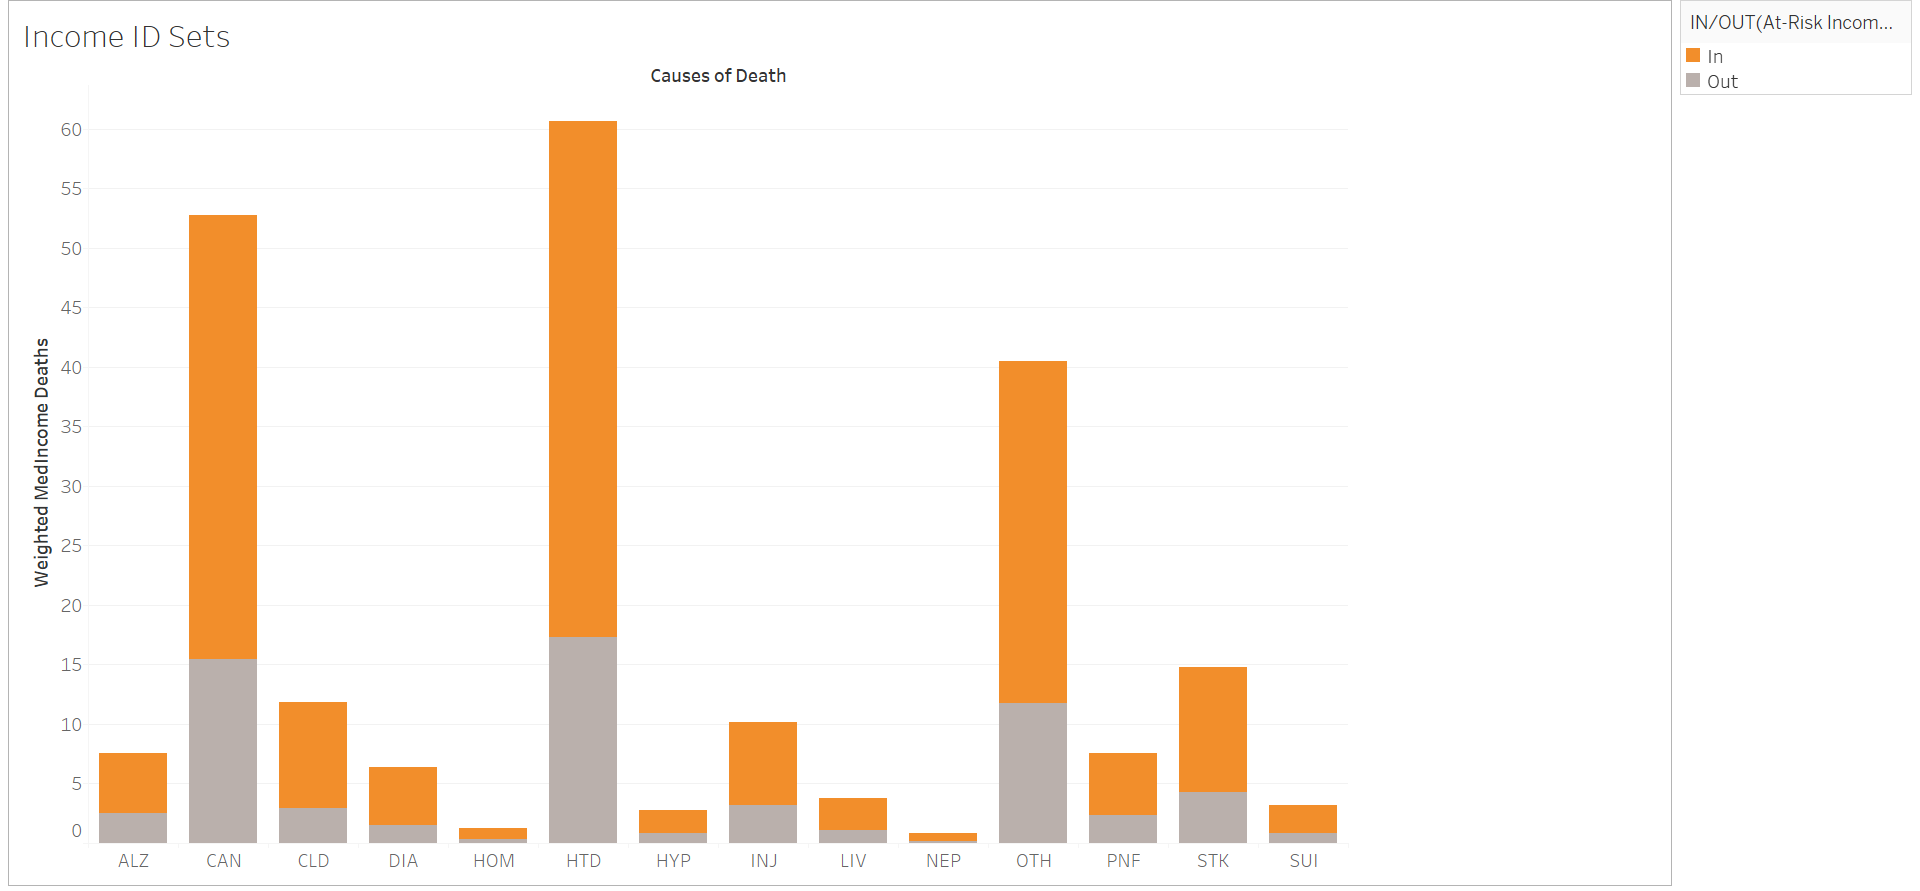 Income ID Sets
Causes of Death
Weighted MedIncome Deaths
60
55
50
45
40
35
30
25
20
15
10
5
0
ALZ CAN CLD DIA HOM HTD HYP INJ LIV NEP OTH PNF STK SUI
IN/OUT(At-Risk Incom...
In
Out